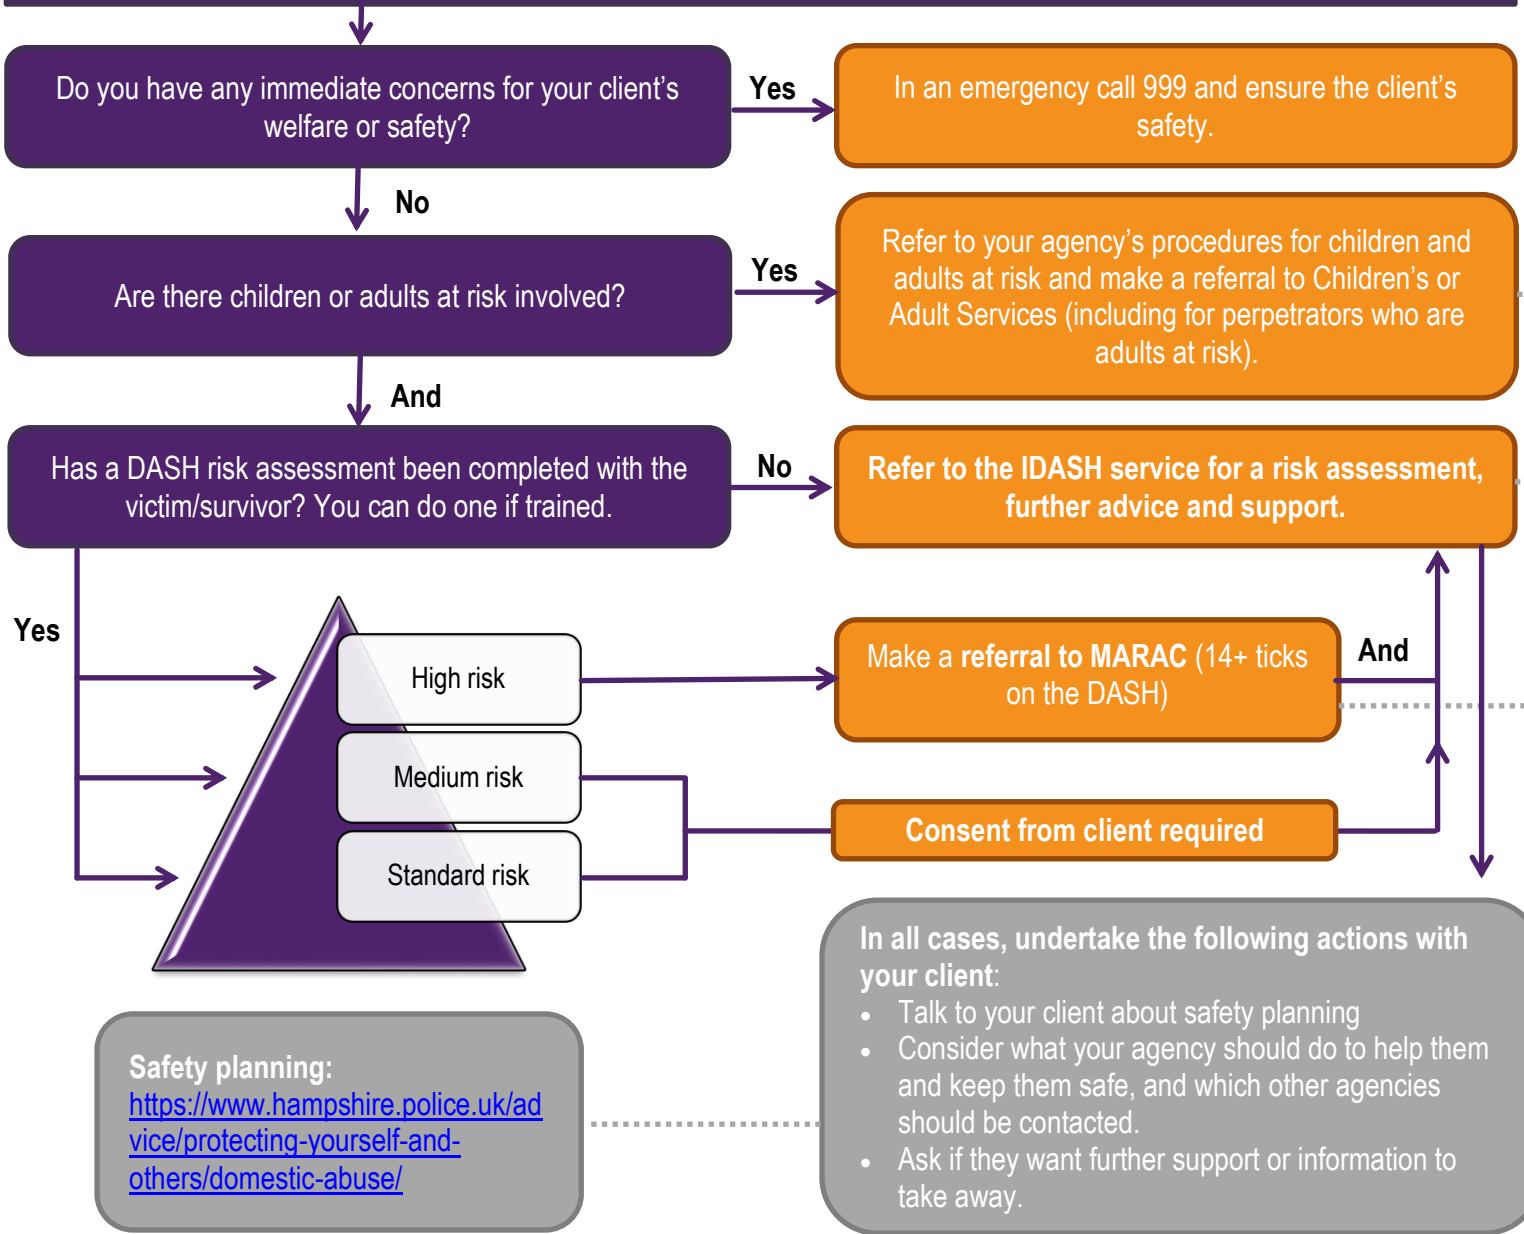 Do you have any immediate concerns for your client’s
welfare or safety?
Yes
In an emergency call 999 and ensure the client’s
safety.
No
Are there children or adults at risk involved?
Yes
Refer to your agency’s procedures for children and
adults at risk and make a referral to Children’s or
Adult Services (including for perpetrators who are
adults at risk).
And
Has a DASH risk assessment been completed with the
victim/survivor? You can do one if trained.
No
Refer to the IDASH service for a risk assessment,
further advice and support.
Yes
High risk
Medium risk
Standard risk
Make a referral to MARAC (14+ ticks
on the DASH)
And
Consent from client required
In all cases, undertake the following actions with
your client:
• Talk to your client about safety planning
• Consider what your agency should do to help them
and keep them safe, and which other agencies
should be contacted.
• Ask if they want further support or information to
take away.
Safety planning:
https://www.hampshire.police.uk/ad
vice/protecting-yourself-and-
others/domestic-abuse/